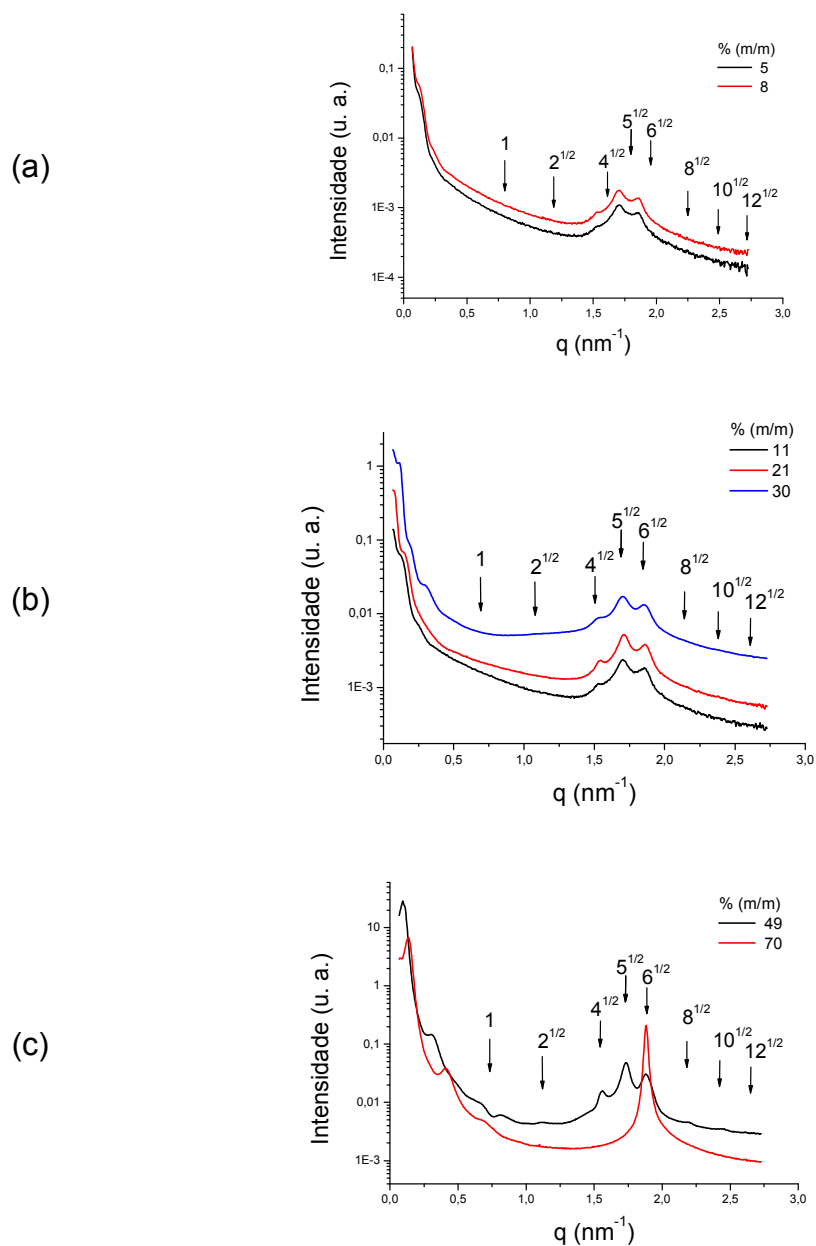 (a)
Intensidade (u. a.)
% (m/m)
5
8
1
2^1/2
4^1/2
5^1/2
6^1/2
8^1/2
10^1/2
12^1/2
0,1
0,01
1E-3
1E-4
0,0 0,5 1,0 1,5 2,0 2,5 3,0
q (nm^-1)
(b)
Intensidade (u. a.)
% (m/m)
11
21
30
1
2^1/2
4^1/2
5^1/2
6^1/2
8^1/2
10^1/2
12^1/2
1
0,1
0,01
1E-3
0,0 0,5 1,0 1,5 2,0 2,5 3,0
q (nm^-1)
(c)
Intensidade (u. a.)
% (m/m)
49
70
1
2^1/2
4^1/2
5^1/2
6^1/2
8^1/2
10^1/2
12^1/2
10
1
0,1
0,01
1E-3
0,0 0,5 1,0 1,5 2,0 2,5 3,0
q (nm^-1)